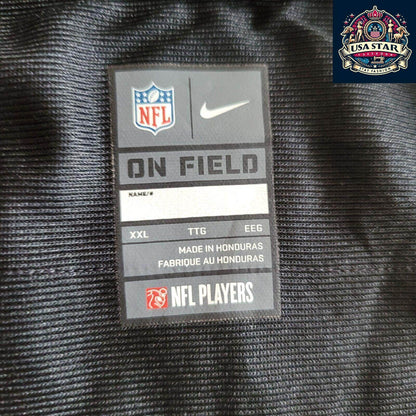 USA STAR
NFL
ON FIELD
NAME/#
XXL TTG EEG
MADE IN HONDURAS
FABRIQUE AU HONDURAS
NFL PLAYERS